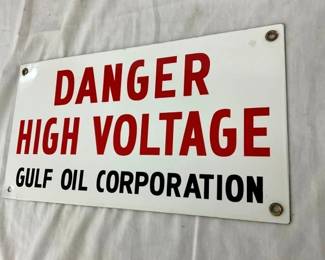 DANGER
HIGH VOLTAGE
GULF OIL CORPORATION